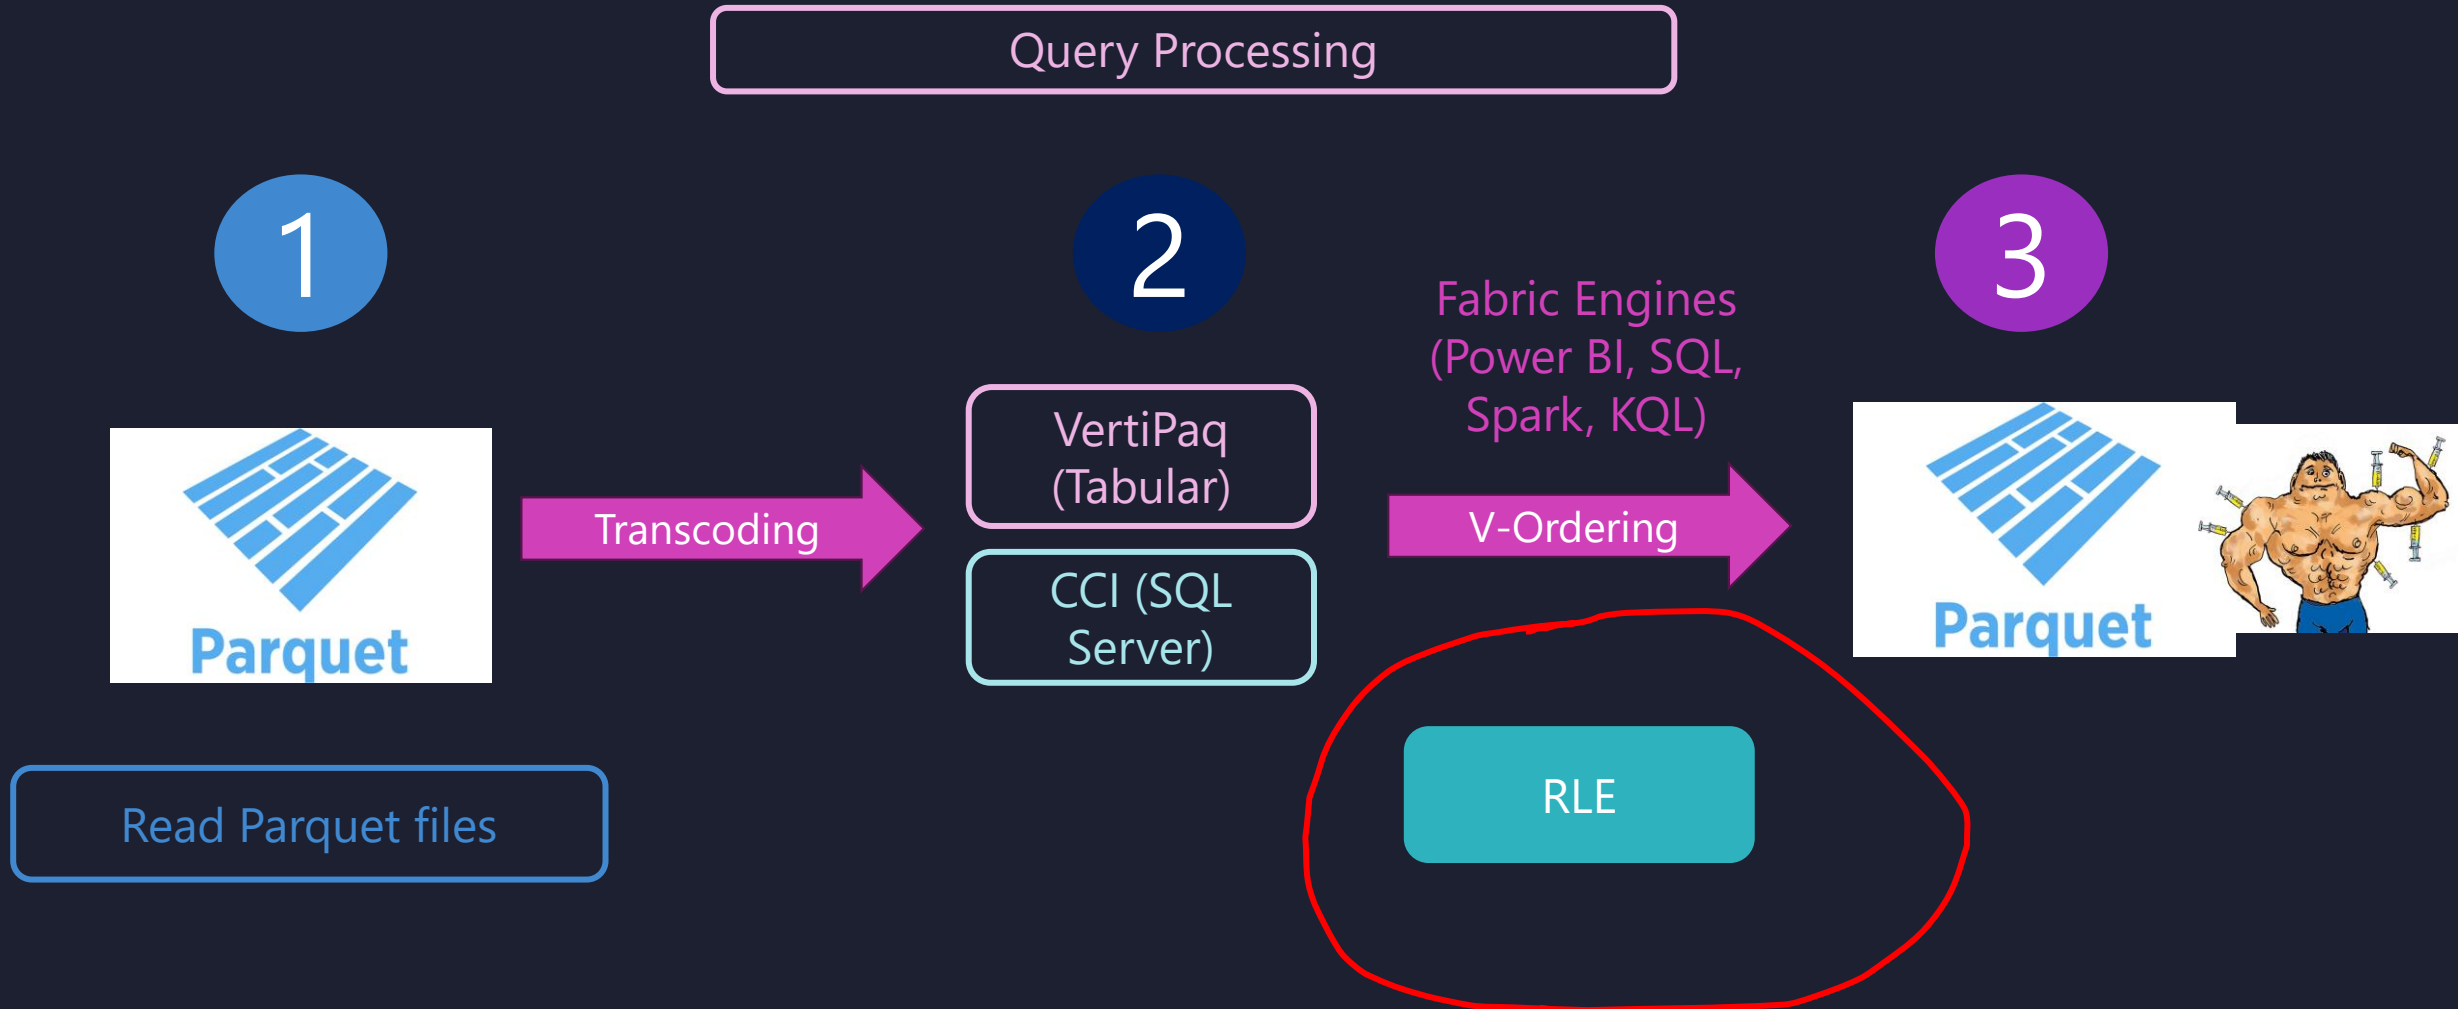 Query Processing
1
2
3
Fabric Engines
(Power BI, SQL,
Spark, KQL)
Parquet
Transcoding
VertiPaq
(Tabular)
CCI (SQL
Server)
V-Ordering
Parquet
Read Parquet files
RLE